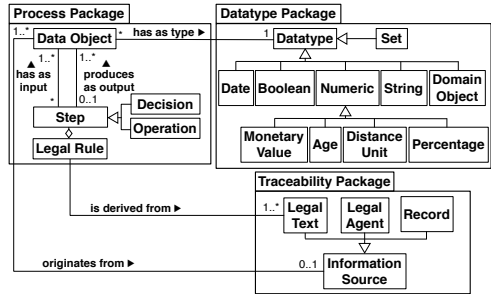 Process Package
Datatype Package
1..*
Data Object
*
has as type ▶
1
Datatype
Set
1..*
1..*
▲
has as
input
▲
produces
as output
*
0..1
Date
Boolean
Numeric
String
Domain
Object
Step
Decision
Operation
Legal Rule
Monetary
Value
Age
Distance
Unit
Percentage
Traceability Package
is derived from ▶
1..*
Legal
Text
Legal
Agent
Record
originates from ▶
0..1
Information
Source